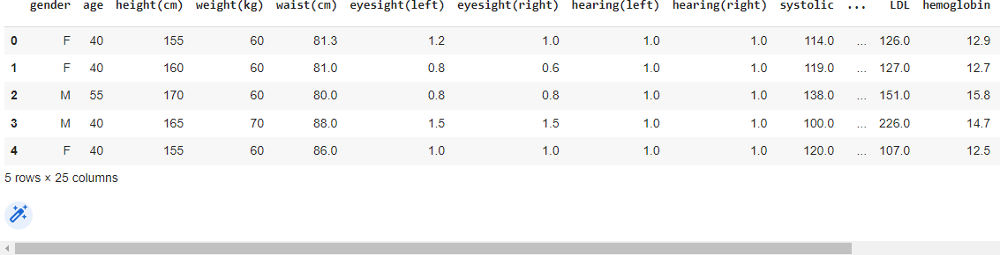 gender age height(cm) weight(kg) waist(cm) eyesight(left) eyesight(right) hearing(left) hearing(right) systolic ... LDL hemoglobin
0 F 40 155 60 81.3 1.2 1.0 1.0 1.0 114.0 ... 126.0 12.9
1 F 40 160 60 81.0 0.8 0.6 1.0 1.0 119.0 ... 127.0 12.7
2 M 55 170 60 80.0 0.8 0.8 1.0 1.0 138.0 ... 151.0 15.8
3 M 40 165 70 88.0 1.5 1.5 1.0 1.0 100.0 ... 226.0 14.7
4 F 40 155 60 86.0 1.0 1.0 1.0 1.0 120.0 ... 107.0 12.5
5 rows × 25 columns